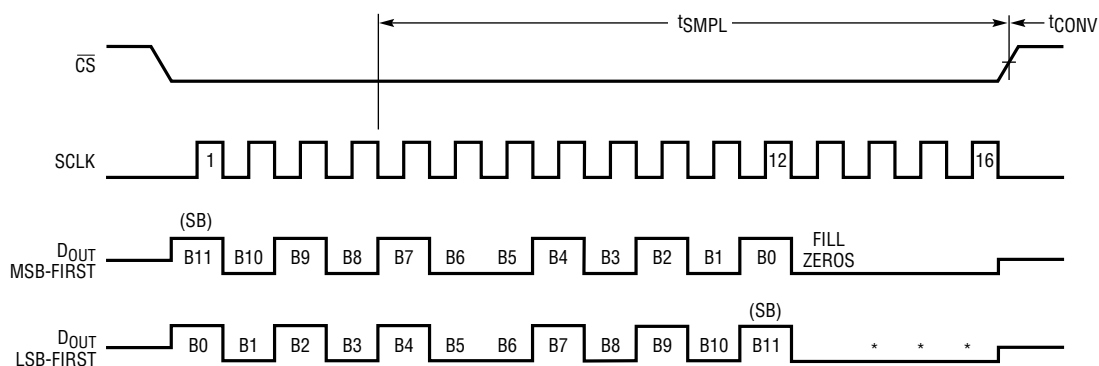 tSMPL
tCONV
CS
SCLK
1
12
16
(SB)
DOUT
MSB-FIRST
B11 B10 B9 B8 B7 B6 B5 B4 B3 B2 B1 B0
FILL
ZEROS
(SB)
DOUT
LSB-FIRST
B0 B1 B2 B3 B4 B5 B6 B7 B8 B9 B10 B11
* * *